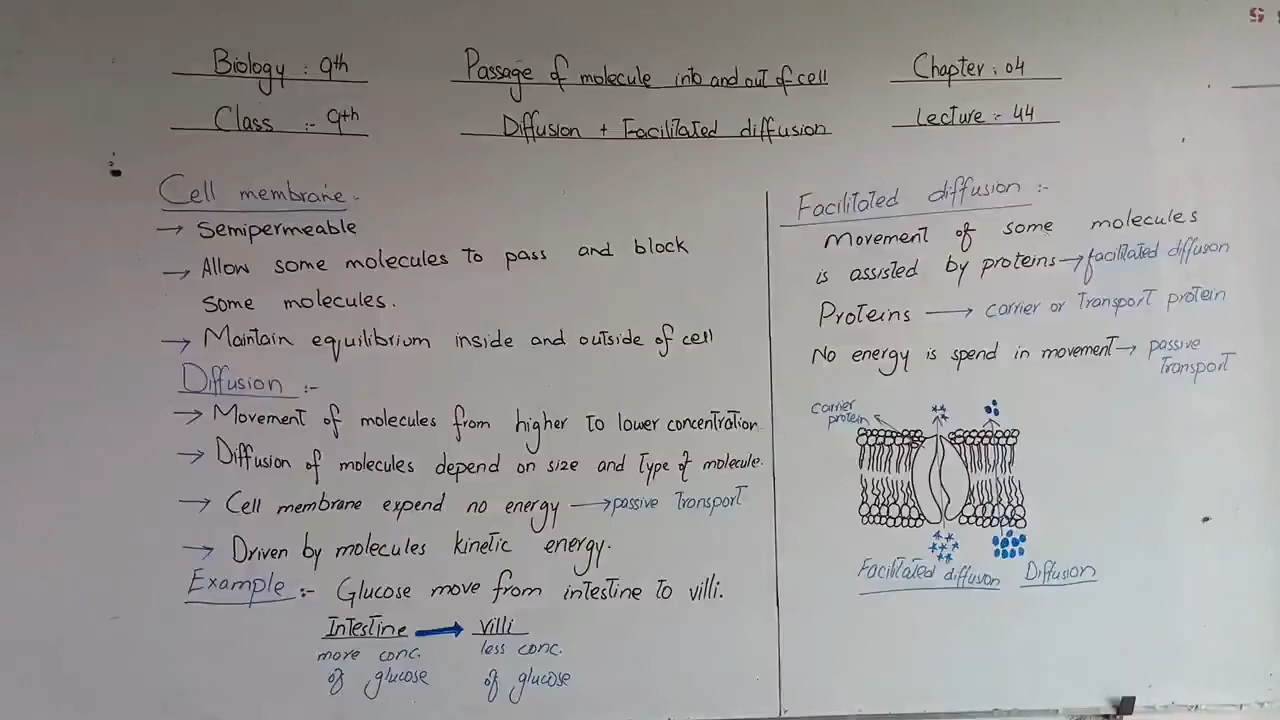 Biology : 9th
Passage of molecule into and out of cell
Chapter : 04
Class :- 9th
Diffusion + Facilitated diffusion
Lecture :- 44
Cell membrane :-
→ Semipermeable
→ Allow some molecules to pass and block
some molecules.
→ Maintain equilibrium inside and outside of cell
Diffusion :-
→ Movement of molecules from higher to lower concentration
→ Diffusion of molecules depend on size and type of molecule.
→ Cell membrane expend no energy → passive transport
→ Driven by molecules kinetic energy.
Example :- Glucose move from intestine to villi.
Intestine → villi
more conc. less conc.
of glucose of glucose
Facilitated diffusion :-
Movement of some molecules
is assisted by proteins → facilitated diffuson
Proteins → carrier or transport protein
No energy is spend in movement → passive
transport
carrier
protein
Facilitated diffusion Diffusion